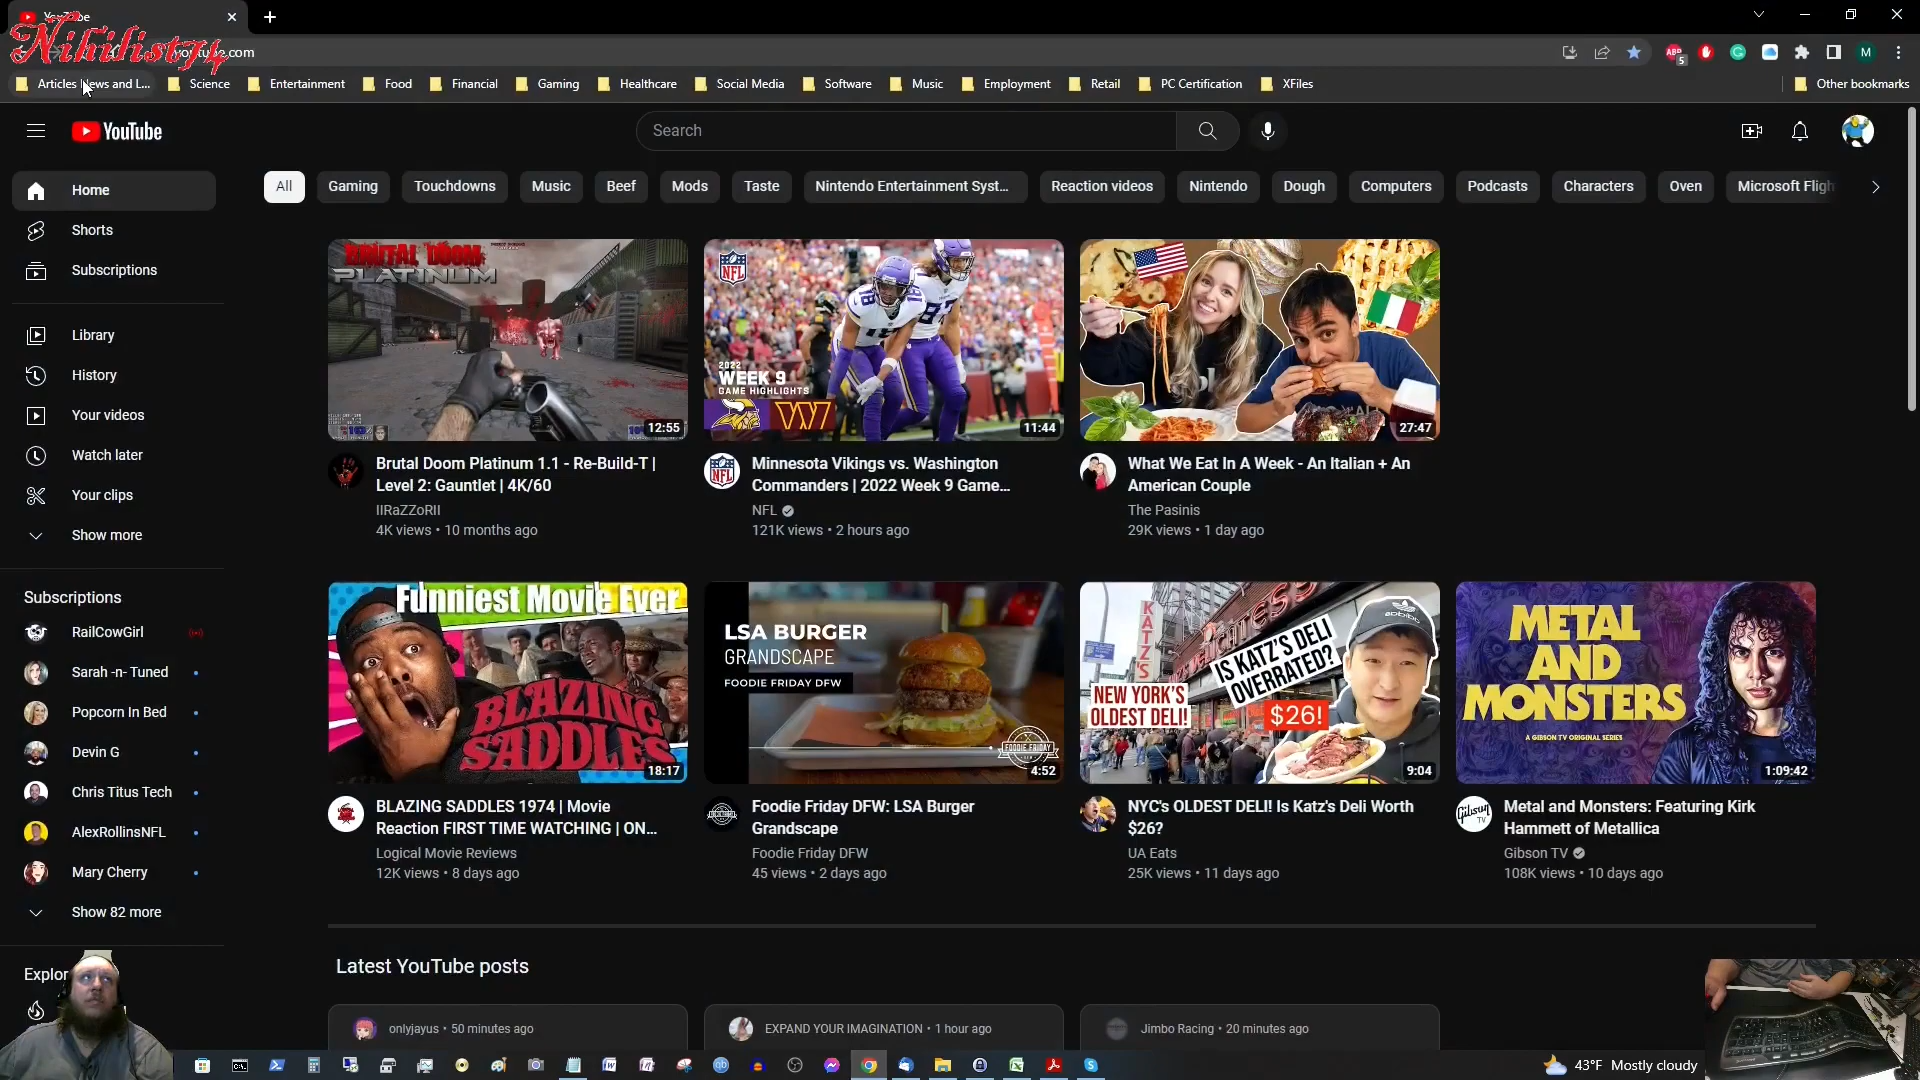 YouTube
Nihilist74
youtube.com
ABP
5
M
Articles News and L...
Science
Entertainment
Food
Financial
Gaming
Healthcare
Social Media
Software
Music
Employment
Retail
PC Certification
XFiles
Other bookmarks
YouTube
Search
All
Gaming
Touchdowns
Music
Beef
Mods
Taste
Nintendo Entertainment Syst...
Reaction videos
Nintendo
Dough
Computers
Podcasts
Characters
Oven
Microsoft Fligh
Home
Shorts
Subscriptions
Library
History
Your videos
Watch later
Your clips
Show more
Subscriptions
RailCowGirl
Sarah -n- Tuned
Popcorn In Bed
Devin G
Chris Titus Tech
AlexRollinsNFL
Mary Cherry
Show 82 more
Explor
BRUTAL DOOM
PLATINUM
12:55
Brutal Doom Platinum 1.1 - Re-Build-T |
Level 2: Gauntlet | 4K/60
IIRaZZoRII
4K views • 10 months ago
NFL
2022
WEEK 9
GAME HIGHLIGHTS
11:44
Minnesota Vikings vs. Washington
Commanders | 2022 Week 9 Game...
NFL
121K views • 2 hours ago
27:47
What We Eat In A Week - An Italian + An
American Couple
The Pasinis
29K views • 1 day ago
Funniest Movie Ever
BLAZING
SADDLES
18:17
BLAZING SADDLES 1974 | Movie
Reaction FIRST TIME WATCHING | ON...
Logical Movie Reviews
12K views • 8 days ago
LSA BURGER
GRANDSCAPE
FOODIE FRIDAY DFW
FOODIE FRIDAY
4:52
Foodie Friday DFW: LSA Burger
Grandscape
Foodie Friday DFW
45 views • 2 days ago
KATZ'S
IS KATZ'S DELI
OVERRATED?
NEW YORK'S
OLDEST DELI!
$26!
adidas
9:04
NYC's OLDEST DELI! Is Katz's Deli Worth
$26?
UA Eats
25K views • 11 days ago
METAL
AND
MONSTERS
A GIBSON TV ORIGINAL SERIES
1:09:42
Gibson
TV
Metal and Monsters: Featuring Kirk
Hammett of Metallica
Gibson TV
108K views • 10 days ago
Latest YouTube posts
onlyjayus • 50 minutes ago
EXPAND YOUR IMAGINATION • 1 hour ago
Jimbo Racing • 20 minutes ago
43°F Mostly cloudy